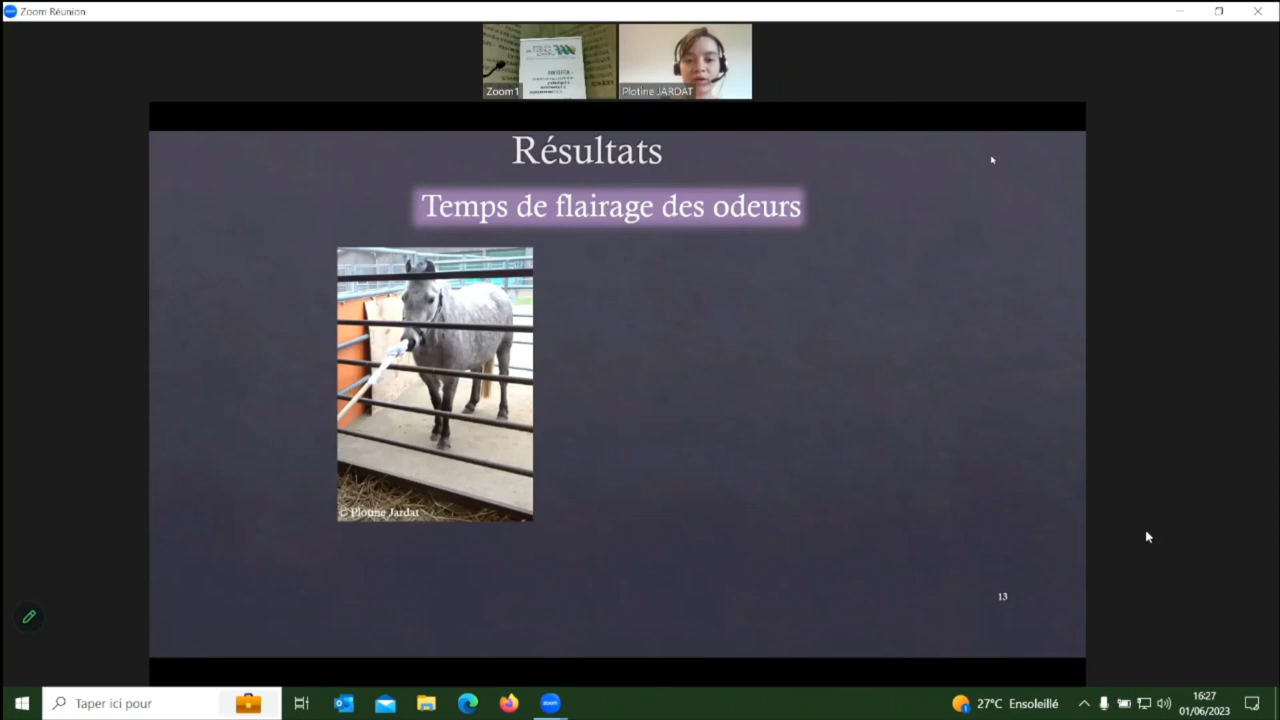 Zoom Réunion
Zoom1
Plotine JARDAT
Résultats
Temps de flairage des odeurs
© Plotine Jardat
13
Taper ici pour
zoom
27°C Ensoleillé
16:27
01/06/2023